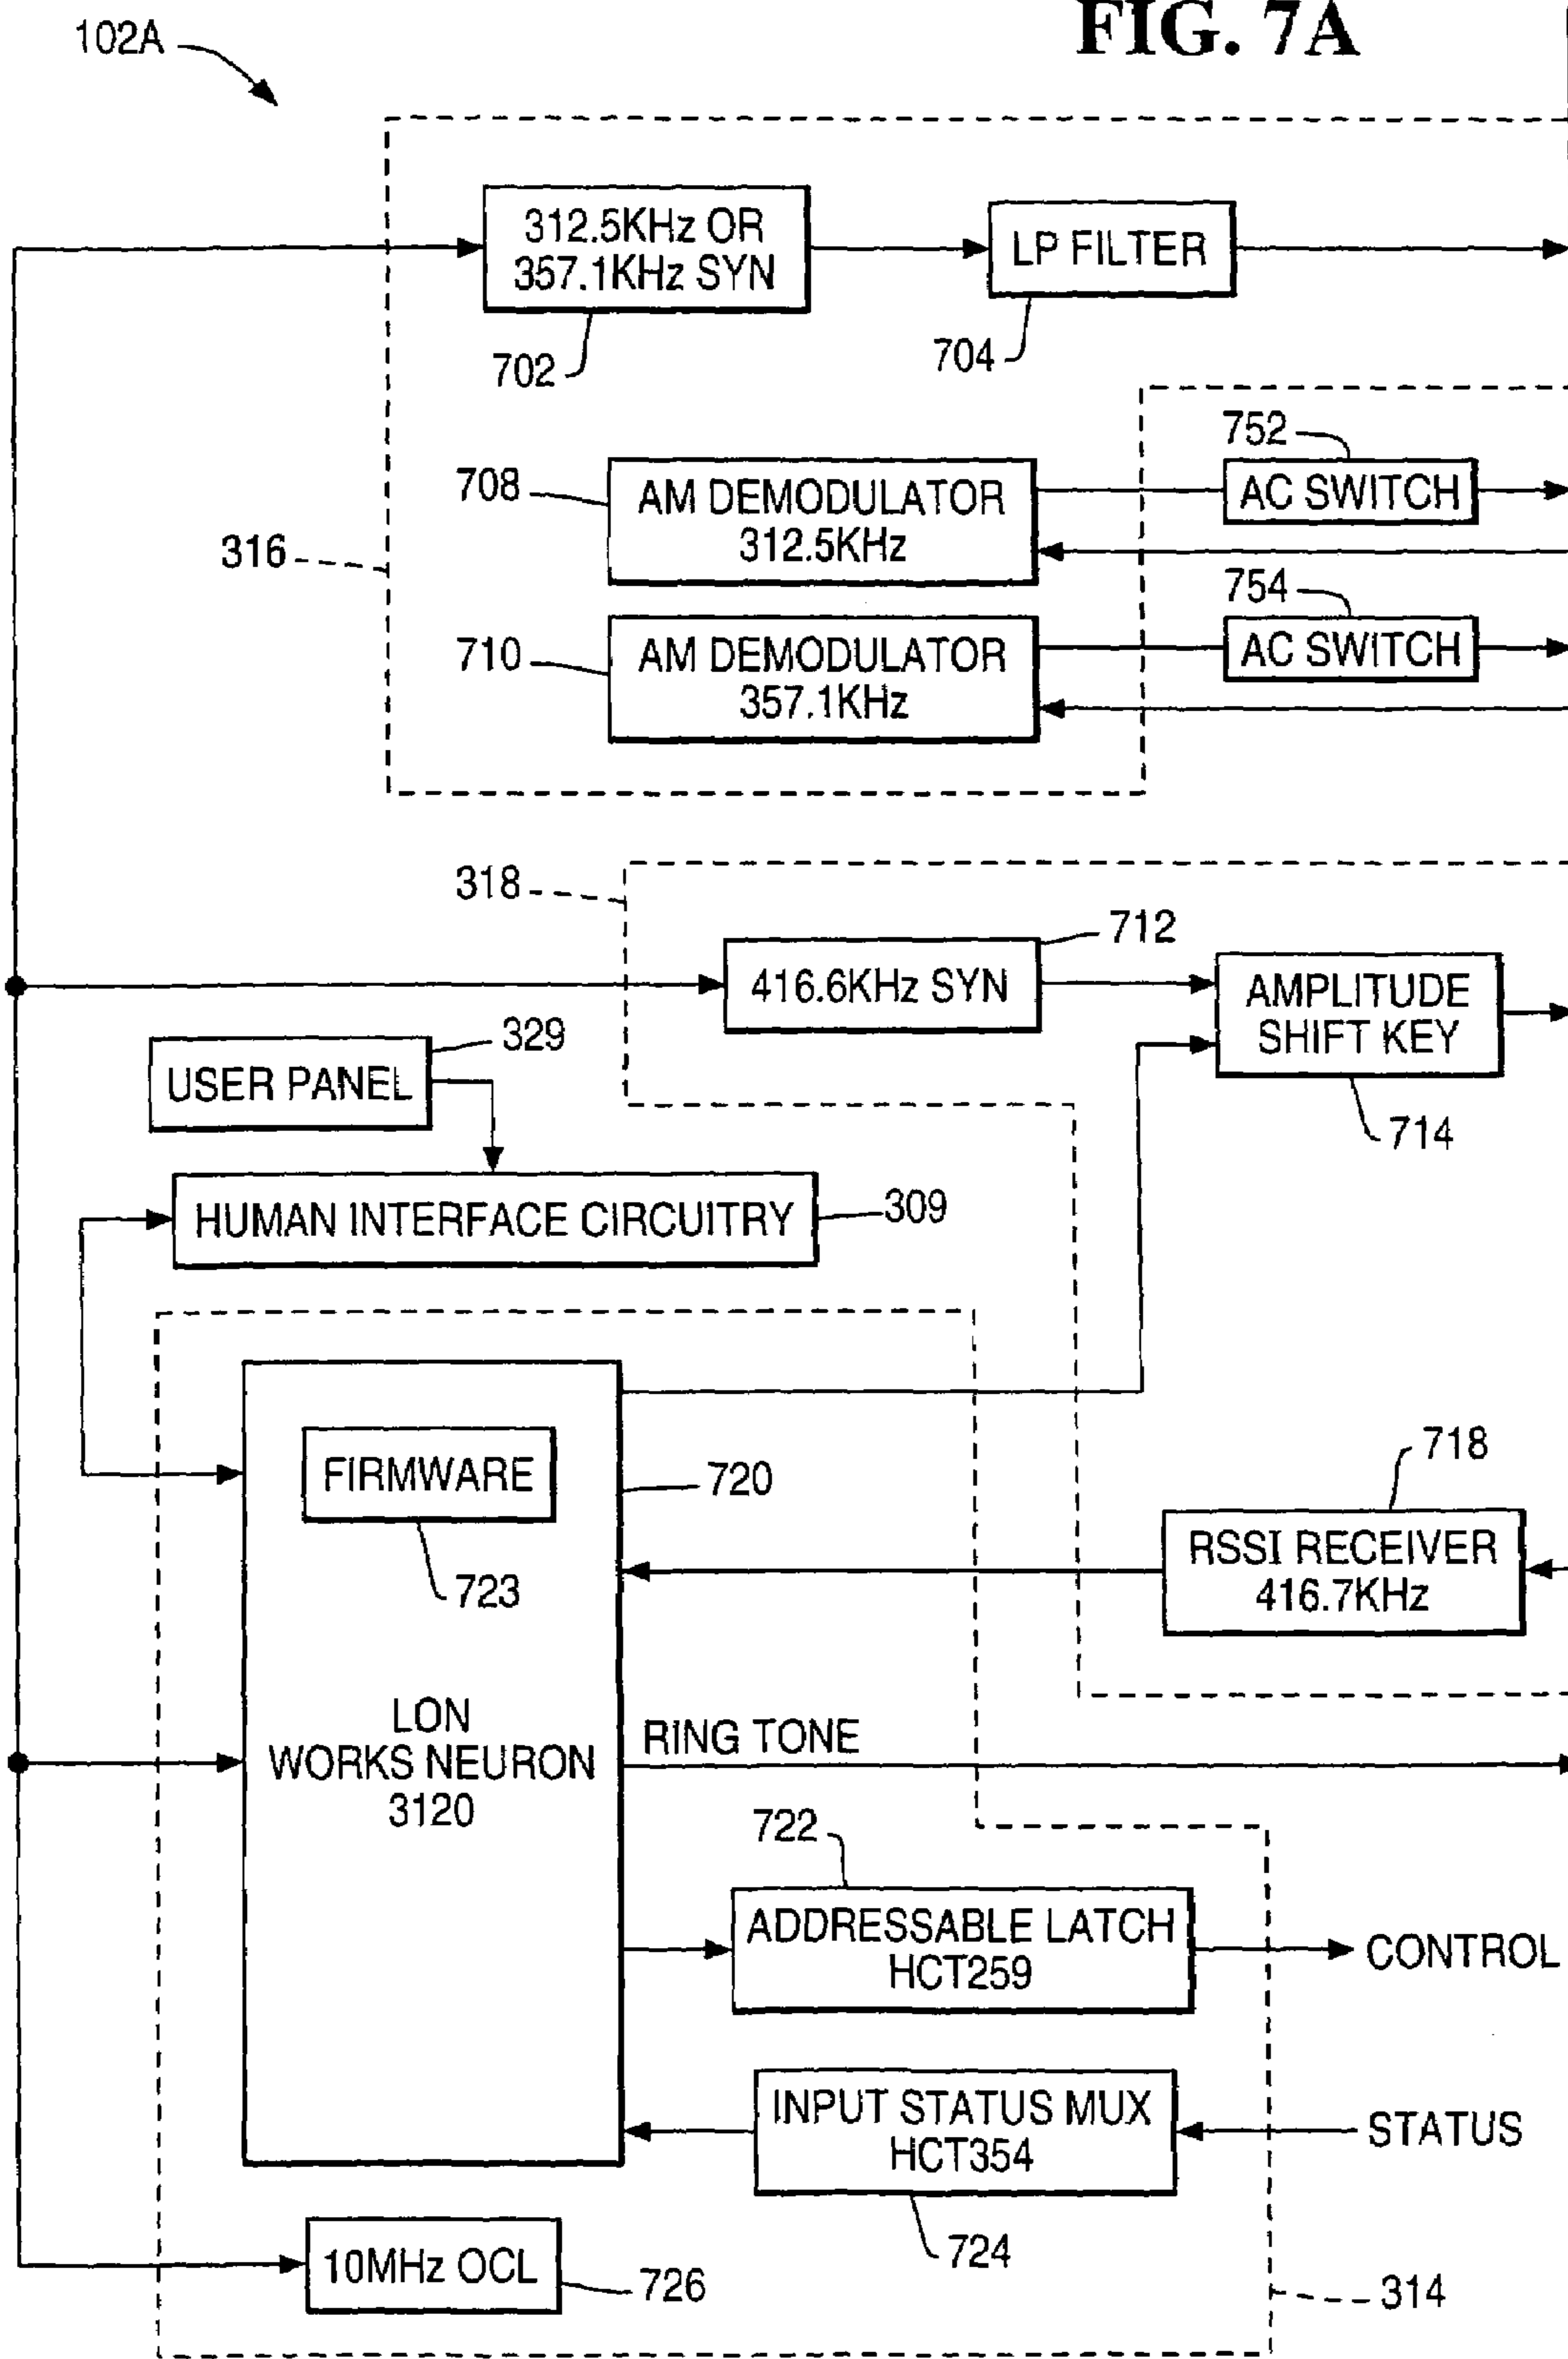 FIG. 7A
102A
312.5KHz OR
357.1KHz SYN
LP FILTER
702
704
752
708
AM DEMODULATOR
312.5KHz
AC SWITCH
316
754
710
AM DEMODULATOR
357.1KHz
AC SWITCH
318
712
416.6KHz SYN
AMPLITUDE
SHIFT KEY
329
USER PANEL
714
HUMAN INTERFACE CIRCUITRY
309
718
FIRMWARE
720
RSSI RECEIVER
416.7KHz
723
LON
WORKS NEURON
3120
RING TONE
722
ADDRESSABLE LATCH
HCT259
CONTROL
INPUT STATUS MUX
HCT354
STATUS
724
10MHz OCL
726
314